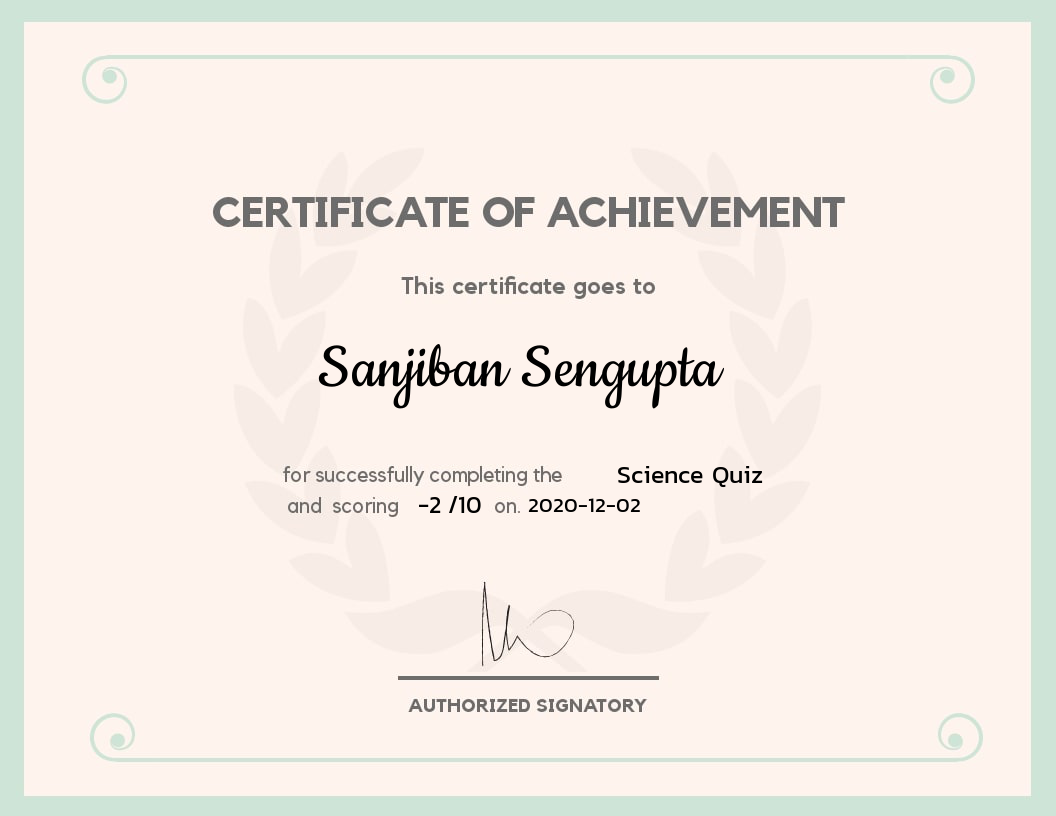 CERTIFICATE OF ACHIEVEMENT
This certificate goes to
Sanjiban Sengupta
for successfully completing the Science Quiz
and scoring -2 /10 on. 2020-12-02
AUTHORIZED SIGNATORY